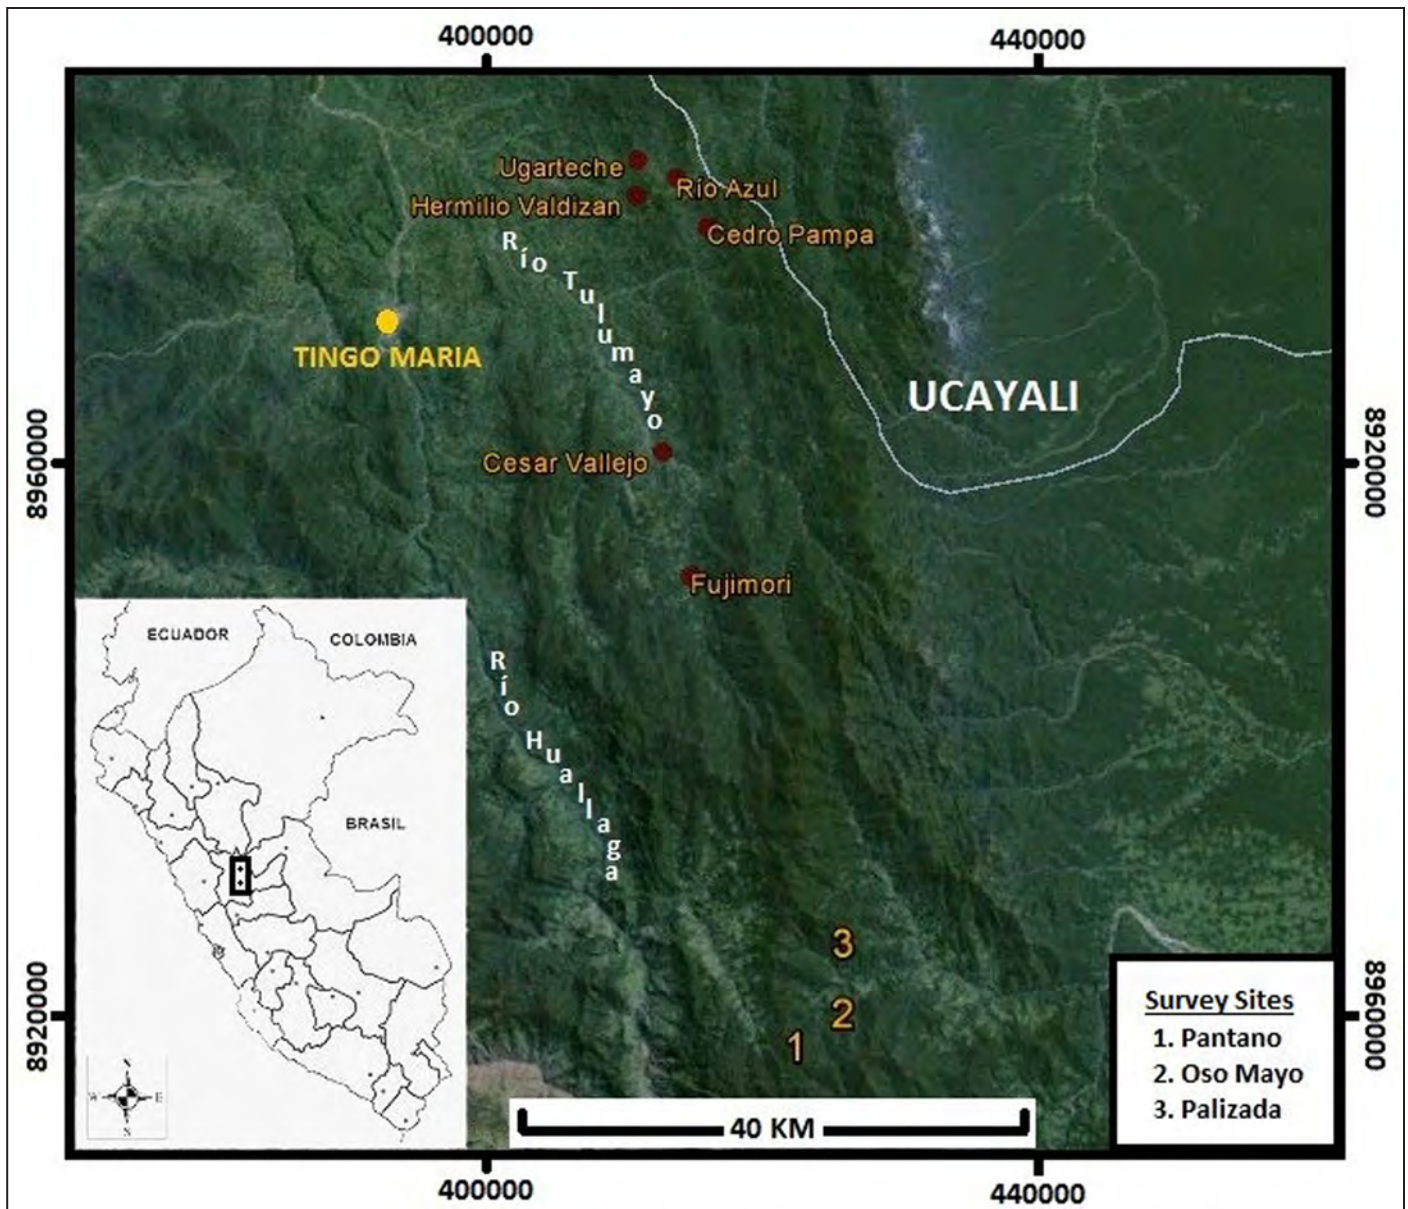 400000
440000
Ugarteche
Río Azul
Hermilio Valdizan
Cedro Pampa
Río Tulumayo
TINGO MARIA
UCAYALI
8960000
8920000
Cesar Vallejo
Fujimori
ECUADOR
COLOMBIA
BRASIL
Río Huallaga
3
2
1
8920000
8960000
Survey Sites
1. Pantano
2. Oso Mayo
3. Palizada
N
W
E
S
40 KM
400000
440000